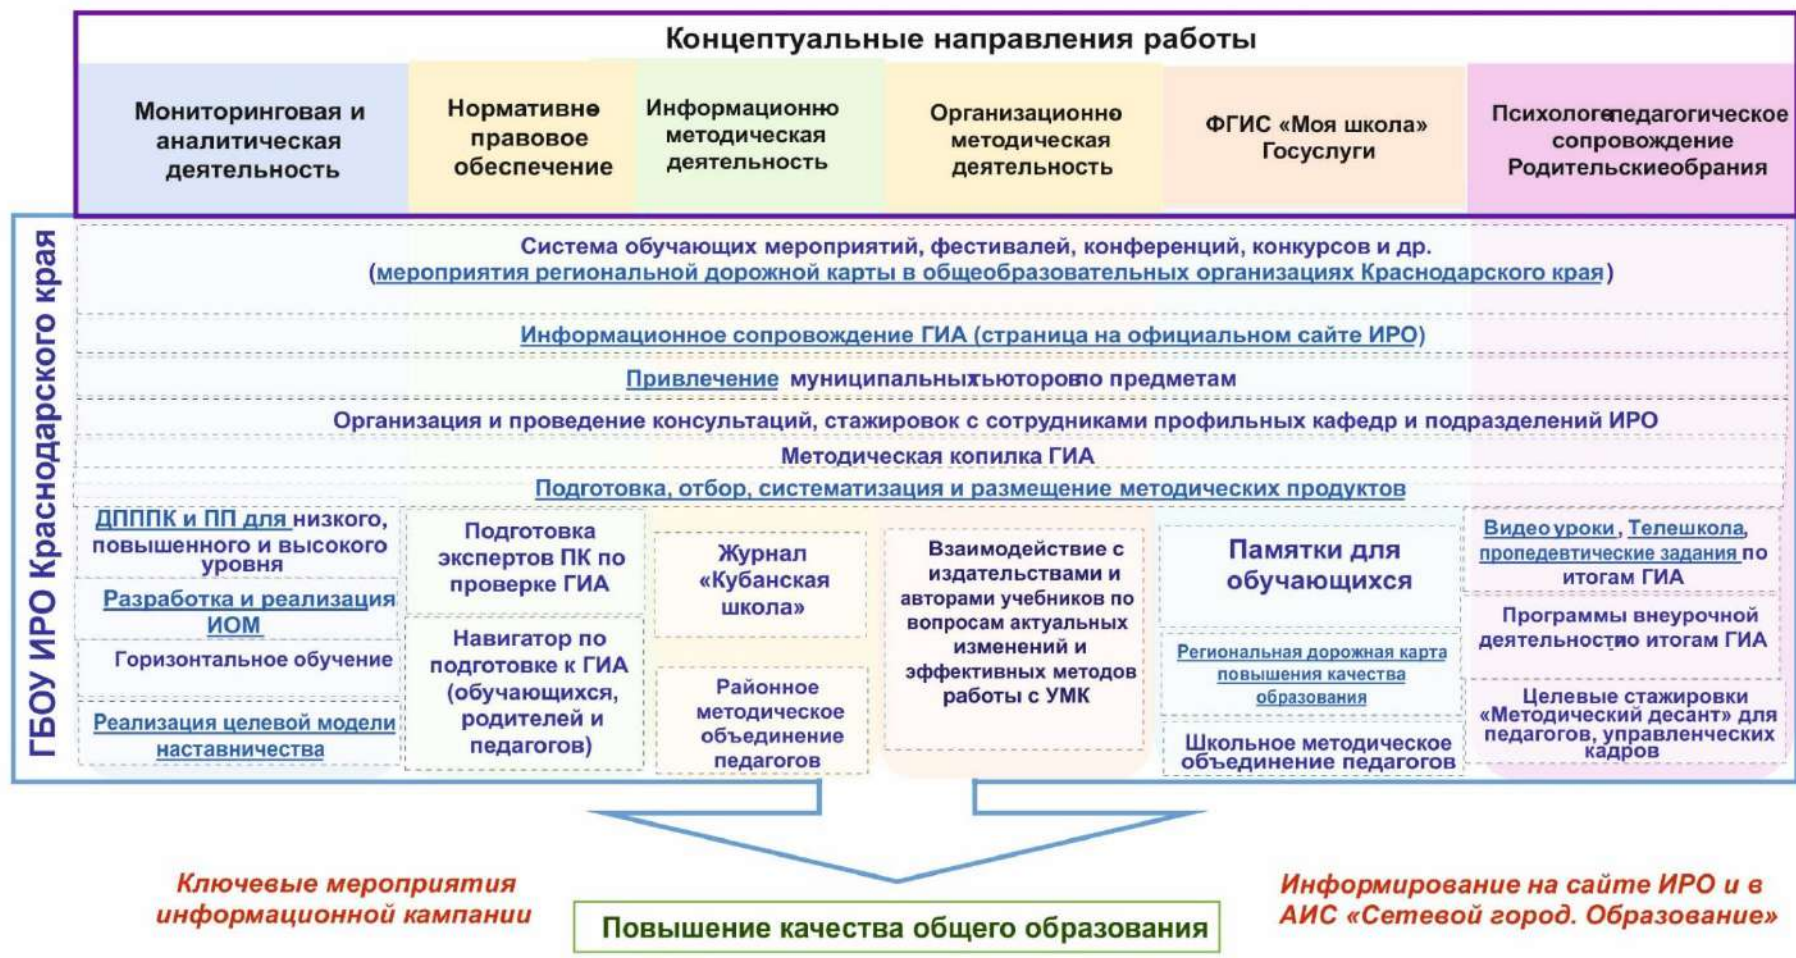 Концептуальные направления работы
Мониторинговая и
аналитическая
деятельность
Нормативно-
правовое
обеспечение
Информационно-
методическая
деятельность
Организационно-
методическая
деятельность
ФГИС «Моя школа»
Госуслуги
Психолого-педагогическое
сопровождение
Родительскиеобрания
ГБОУ ИРО Краснодарского края
Система обучающих мероприятий, фестивалей, конференций, конкурсов и др.
(мероприятия региональной дорожной карты в общеобразовательных организациях Краснодарского края)
Информационное сопровождение ГИА (страница на официальном сайте ИРО)
Привлечение муниципальных тьюторов по предметам
Организация и проведение консультаций, стажировок с сотрудниками профильных кафедр и подразделений ИРО
Методическая копилка ГИА
Подготовка, отбор, систематизация и размещение методических продуктов
ДПППК и ПП для низкого,
повышенного и высокого
уровня
Разработка и реализация
ИОМ
Горизонтальное обучение
Реализация целевой модели
наставничества
Подготовка
экспертов ПК по
проверке ГИА
Навигатор по
подготовке к ГИА
(обучающихся,
родителей и
педагогов)
Журнал
«Кубанская
школа»
Районное
методическое
объединение
педагогов
Взаимодействие с
издательствами и
авторами учебников по
вопросам актуальных
изменений и
эффективных методов
работы с УМК
Памятки для
обучающихся
Региональная дорожная карта
повышения качества
образования
Школьное методическое
объединение педагогов
Видео уроки, Телешкола,
пропедевтические задания по
итогам ГИА
Программы внеурочной
деятельности по итогам ГИА
Целевые стажировки
«Методический десант» для
педагогов, управленческих
кадров
Ключевые мероприятия
информационной кампании
Повышение качества общего образования
Информирование на сайте ИРО и в
АИС «Сетевой город. Образование»